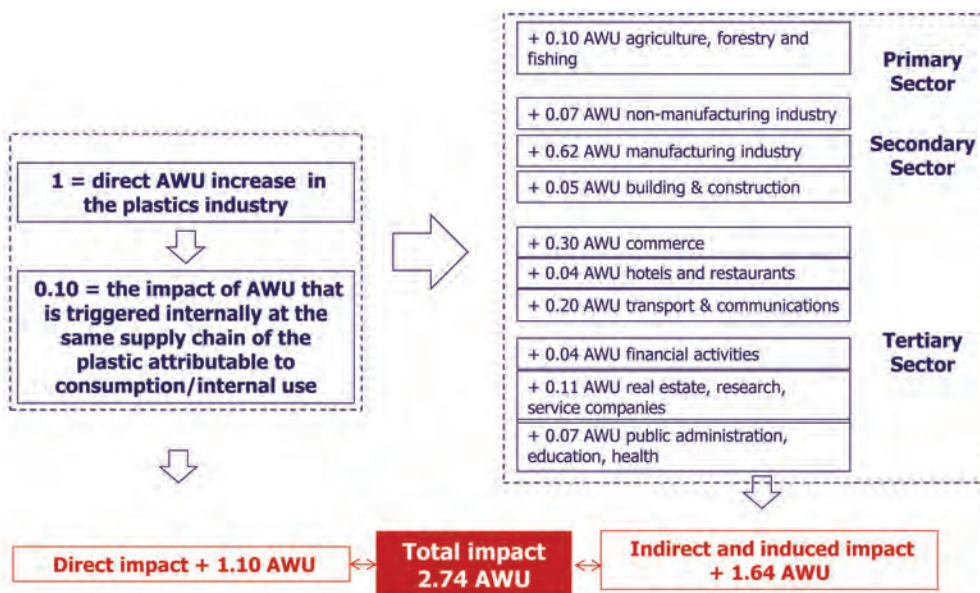 1 = direct AWU increase in
the plastics industry
0.10 = the impact of AWU that
is triggered internally at the
same supply chain of the
plastic attributable to
consumption/internal use
+ 0.10 AWU agriculture, forestry and
fishing
Primary
Sector
+ 0.07 AWU non-manufacturing industry
+ 0.62 AWU manufacturing industry
+ 0.05 AWU building & construction
Secondary
Sector
+ 0.30 AWU commerce
+ 0.04 AWU hotels and restaurants
+ 0.20 AWU transport & communications
+ 0.04 AWU financial activities
+ 0.11 AWU real estate, research,
service companies
+ 0.07 AWU public administration,
education, health
Tertiary
Sector
Direct impact + 1.10 AWU
Total impact
2.74 AWU
Indirect and induced impact
+ 1.64 AWU